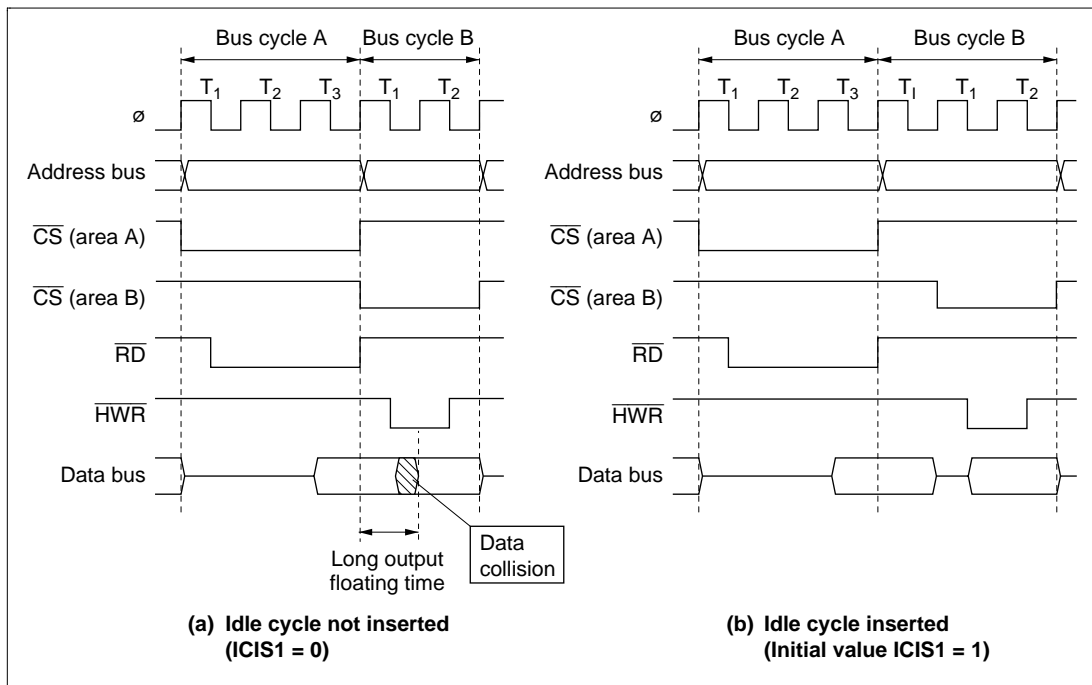 Bus cycle A
Bus cycle B
T1 T2 T3 T1 T2
ø
Address bus
CS (area A)
CS (area B)
RD
HWR
Data bus
Long output
floating time
Data
collision
(a) Idle cycle not inserted
(ICIS1 = 0)
Bus cycle A
Bus cycle B
T1 T2 T3 TI T1 T2
ø
Address bus
CS (area A)
CS (area B)
RD
HWR
Data bus
(b) Idle cycle inserted
(Initial value ICIS1 = 1)